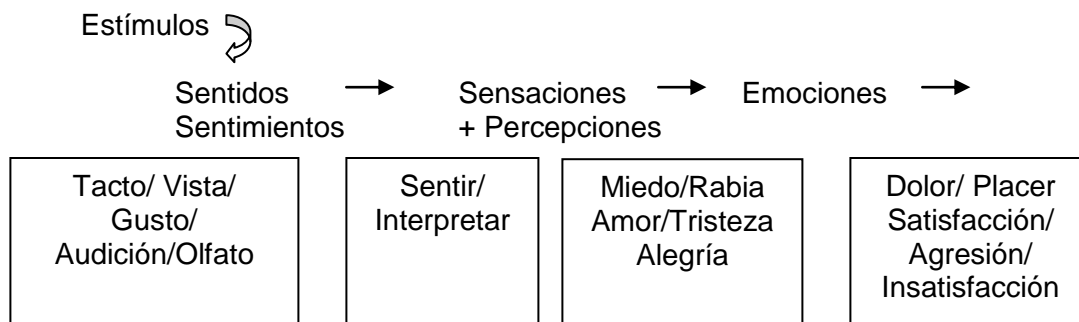 Estímulos
Sentidos Sensaciones Emociones
Sentimientos + Percepciones
Tacto/ Vista/
Gusto/
Audición/Olfato
Sentir/
Interpretar
Miedo/Rabia
Amor/Tristeza
Alegría
Dolor/ Placer
Satisfacción/
Agresión/
Insatisfacción